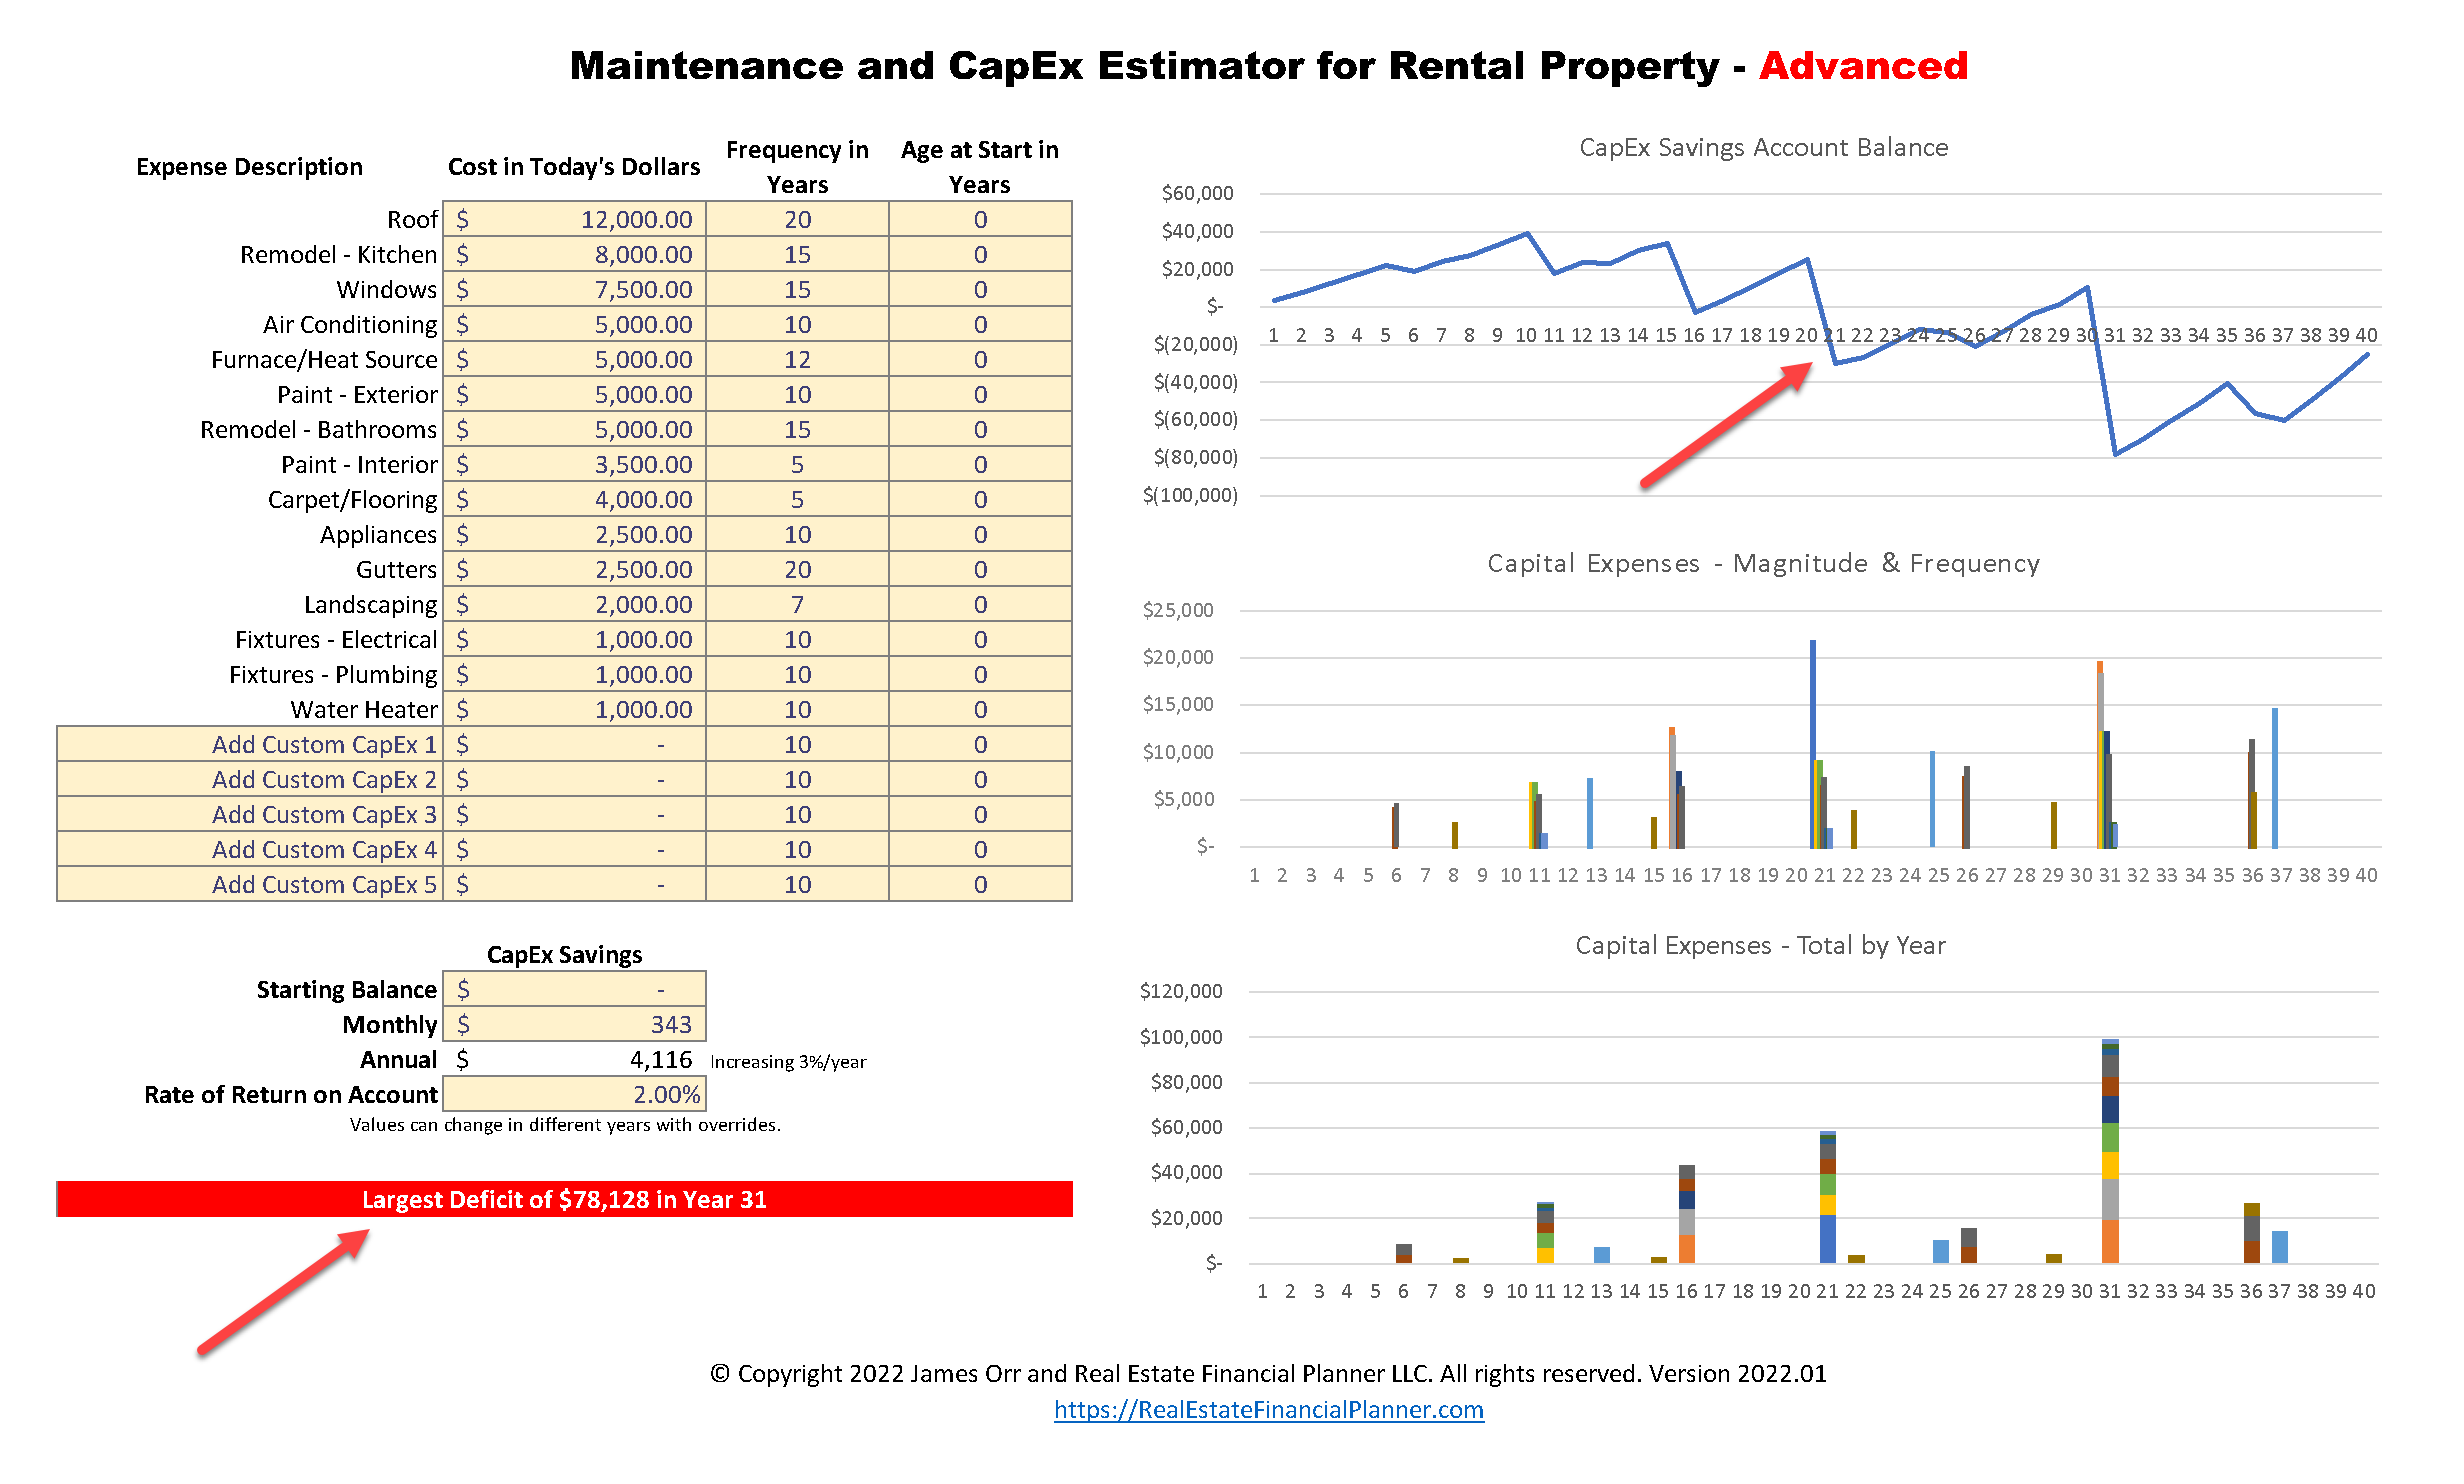 Maintenance and CapEx Estimator for Rental Property - Advanced
Expense Description Cost in Today's Dollars Frequency in Years Age at Start in Years
Roof $ 12,000.00 20 0
Remodel - Kitchen $ 8,000.00 15 0
Windows $ 7,500.00 15 0
Air Conditioning $ 5,000.00 10 0
Furnace/Heat Source $ 5,000.00 12 0
Paint - Exterior $ 5,000.00 10 0
Remodel - Bathrooms $ 5,000.00 15 0
Paint - Interior $ 3,500.00 5 0
Carpet/Flooring $ 4,000.00 5 0
Appliances $ 2,500.00 10 0
Gutters $ 2,500.00 20 0
Landscaping $ 2,000.00 7 0
Fixtures - Electrical $ 1,000.00 10 0
Fixtures - Plumbing $ 1,000.00 10 0
Water Heater $ 1,000.00 10 0
Add Custom CapEx 1 $ - 10 0
Add Custom CapEx 2 $ - 10 0
Add Custom CapEx 3 $ - 10 0
Add Custom CapEx 4 $ - 10 0
Add Custom CapEx 5 $ - 10 0
CapEx Savings
Starting Balance $ -
Monthly $ 343
Annual $ 4,116 Increasing 3%/year
Rate of Return on Account 2.00%
Values can change in different years with overrides.
Largest Deficit of $78,128 in Year 31
CapEx Savings Account Balance
$60,000
$40,000
$20,000
$-
$(20,000)
$(40,000)
$(60,000)
$(80,000)
$(100,000)
1 2 3 4 5 6 7 8 9 10 11 12 13 14 15 16 17 18 19 20 21 22 23 24 25 26 27 28 29 30 31 32 33 34 35 36 37 38 39 40
Capital Expenses - Magnitude & Frequency
$25,000
$20,000
$15,000
$10,000
$5,000
$-
1 2 3 4 5 6 7 8 9 10 11 12 13 14 15 16 17 18 19 20 21 22 23 24 25 26 27 28 29 30 31 32 33 34 35 36 37 38 39 40
Capital Expenses - Total by Year
$120,000
$100,000
$80,000
$60,000
$40,000
$20,000
$-
1 2 3 4 5 6 7 8 9 10 11 12 13 14 15 16 17 18 19 20 21 22 23 24 25 26 27 28 29 30 31 32 33 34 35 36 37 38 39 40
© Copyright 2022 James Orr and Real Estate Financial Planner LLC. All rights reserved. Version 2022.01
https://RealEstateFinancialPlanner.com